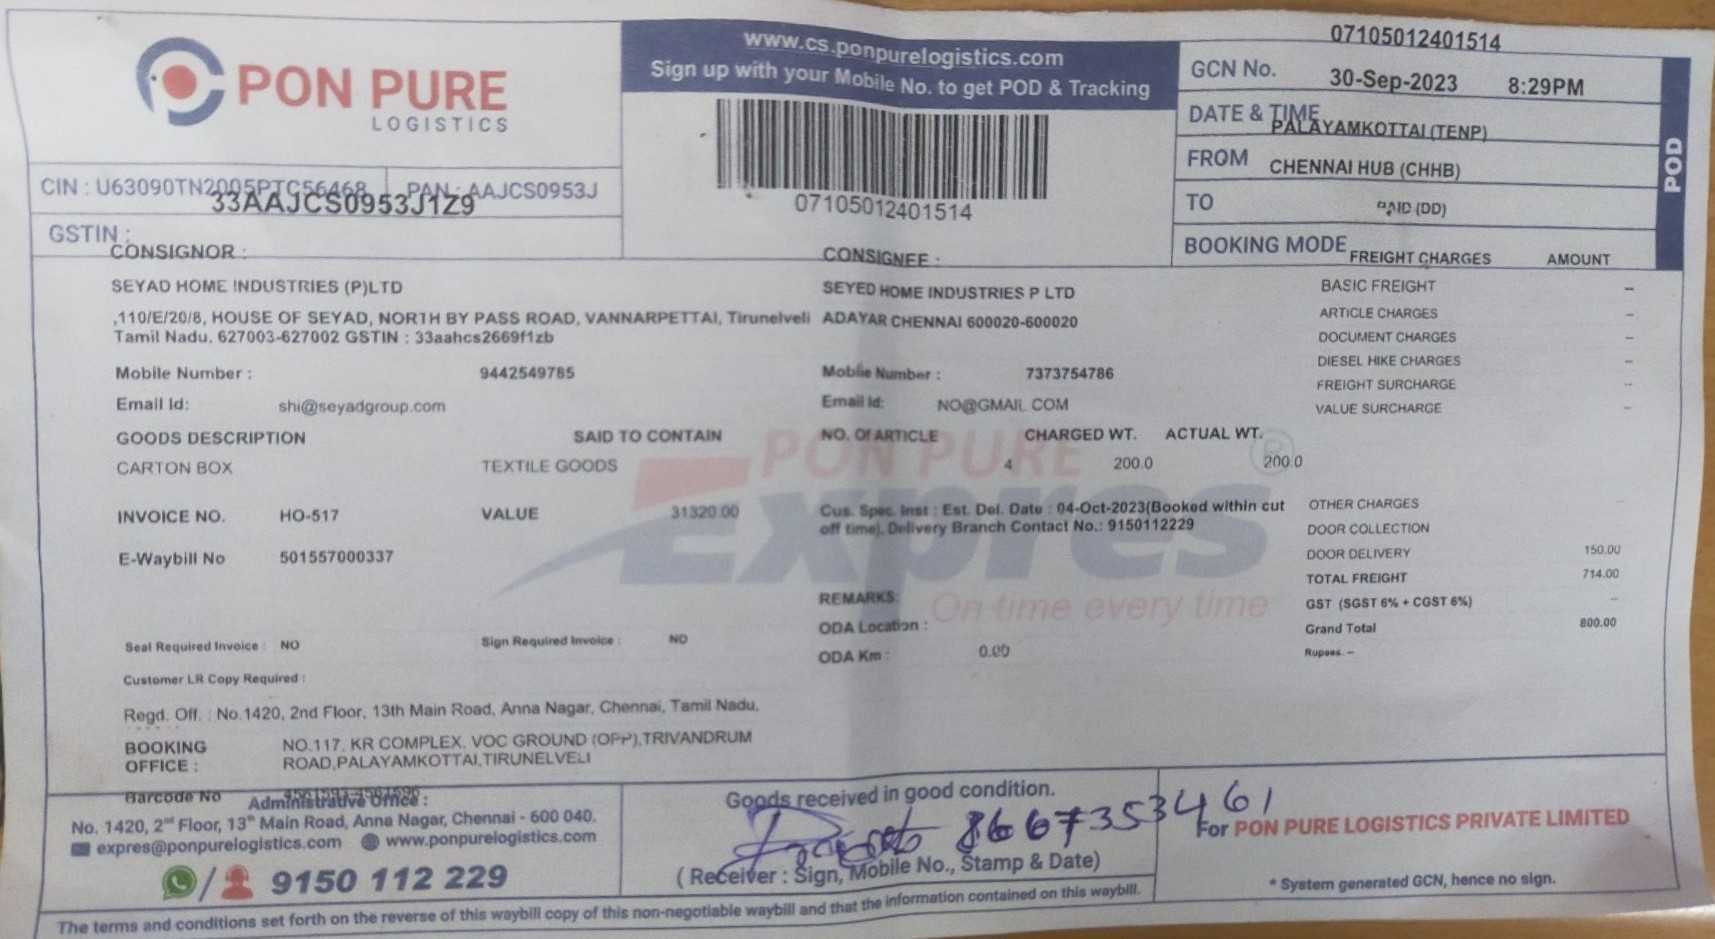 PON PURE
LOGISTICS
www.cs.ponpurelogistics.com
Sign up with your Mobile No. to get POD & Tracking
07105012401514
07105012401514
GCN No.
30-Sep-2023 8:29PM
DATE & TIME
PALAYAMKOTTAI (TENP)
FROM
CHENNAI HUB (CHHB)
TO
PAID (DD)
BOOKING MODE
POD
CIN : U63090TN2005PTC56468 PAN : AAJCS0953J
33AAJCS0953J1Z9
GSTIN :
CONSIGNOR :
SEYAD HOME INDUSTRIES (P)LTD
,110/E/20/8, HOUSE OF SEYAD, NORTH BY PASS ROAD, VANNARPETTAI, Tirunelveli
Tamil Nadu. 627003-627002 GSTIN : 33aahcs2669f1zb
Mobile Number : 9442549785
Email Id: shi@seyadgroup.com
CONSIGNEE :
SEYED HOME INDUSTRIES P LTD
ADAYAR CHENNAI 600020-600020
Mobile Number : 7373754786
Email Id: NO@GMAIL.COM
FREIGHT CHARGES AMOUNT
BASIC FREIGHT --
ARTICLE CHARGES --
DOCUMENT CHARGES --
DIESEL HIKE CHARGES --
FREIGHT SURCHARGE --
VALUE SURCHARGE --
GOODS DESCRIPTION SAID TO CONTAIN NO. Of ARTICLE CHARGED WT. ACTUAL WT.
CARTON BOX TEXTILE GOODS 4 200.0 200.0
PON PURE ®
Expres
On time every time
INVOICE NO. HO-517 VALUE 31320.00
E-Waybill No 501557000337
Cus. Spec. Inst : Est. Del. Date : 04-Oct-2023(Booked within cut
off time). Delivery Branch Contact No.: 9150112229
REMARKS:
ODA Location :
ODA Km : 0.00
OTHER CHARGES
DOOR COLLECTION
DOOR DELIVERY 150.00
TOTAL FREIGHT 714.00
GST (SGST 6% + CGST 6%) --
Grand Total 800.00
Rupees. --
Seal Required Invoice : NO Sign Required Invoice : NO
Customer LR Copy Required :
Regd. Off. : No.1420, 2nd Floor, 13th Main Road, Anna Nagar, Chennai, Tamil Nadu.
BOOKING OFFICE : NO.117, KR COMPLEX, VOC GROUND (OPP),TRIVANDRUM
ROAD,PALAYAMKOTTAI,TIRUNELVELI
Barcode No
Administrative Office :
No. 1420, 2nd Floor, 13th Main Road, Anna Nagar, Chennai - 600 040.
expres@ponpurelogistics.com www.ponpurelogistics.com
/ 9150 112 229
Goods received in good condition.
8667353461
( Receiver : Sign, Mobile No., Stamp & Date)
For PON PURE LOGISTICS PRIVATE LIMITED
* System generated GCN, hence no sign.
The terms and conditions set forth on the reverse of this waybill copy of this non-negotiable waybill and that the information contained on this waybill.